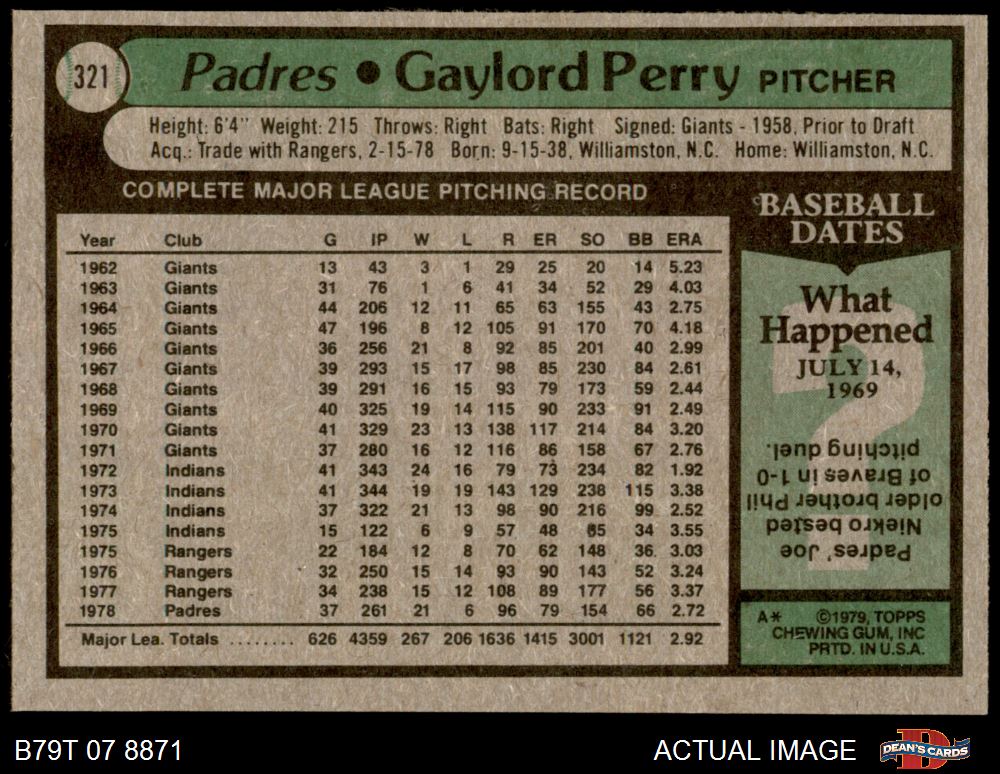 321
Padres • Gaylord Perry PITCHER
Height: 6'4" Weight: 215 Throws: Right Bats: Right Signed: Giants - 1958, Prior to Draft
Acq.: Trade with Rangers, 2-15-78 Born: 9-15-38, Williamston, N.C. Home: Williamston, N.C.
COMPLETE MAJOR LEAGUE PITCHING RECORD
Year Club G IP W L R ER SO BB ERA
1962 Giants 13 43 3 1 29 25 20 14 5.23
1963 Giants 31 76 1 6 41 34 52 29 4.03
1964 Giants 44 206 12 11 65 63 155 43 2.75
1965 Giants 47 196 8 12 105 91 170 70 4.18
1966 Giants 36 256 21 8 92 85 201 40 2.99
1967 Giants 39 293 15 17 98 85 230 84 2.61
1968 Giants 39 291 16 15 93 79 173 59 2.44
1969 Giants 40 325 19 14 115 90 233 91 2.49
1970 Giants 41 329 23 13 138 117 214 84 3.20
1971 Giants 37 280 16 12 116 86 158 67 2.76
1972 Indians 41 343 24 16 79 73 234 82 1.92
1973 Indians 41 344 19 19 143 129 238 115 3.38
1974 Indians 37 322 21 13 98 90 216 99 2.52
1975 Indians 15 122 6 9 57 48 85 34 3.55
1975 Rangers 22 184 12 8 70 62 148 36 3.03
1976 Rangers 32 250 15 14 93 90 143 52 3.24
1977 Rangers 34 238 15 12 108 89 177 56 3.37
1978 Padres 37 261 21 6 96 79 154 66 2.72
Major Lea. Totals ........ 626 4359 267 206 1636 1415 3001 1121 2.92
BASEBALL
DATES
What
Happened
JULY 14,
1969
?
Padres' Joe
Niekro bested
older brother Phil
of Braves in 1-0
pitching duel.
A* ©1979, TOPPS
CHEWING GUM, INC
PRTD. IN U.S.A.
B79T 07 8871
ACTUAL IMAGE
DEAN'S CARDS